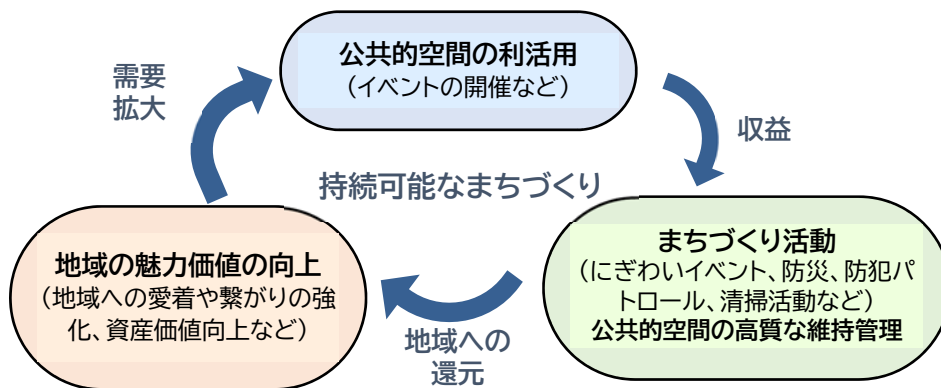 公共的空間の利活用
（イベントの開催など）
需要
拡大
収益
持続可能なまちづくり
まちづくり活動
（にぎわいイベント、防災、防犯パ
トロール、清掃活動など）
公共的空間の高質な維持管理
地域の魅力価値の向上
（地域への愛着や繋がりの強
化、資産価値向上など）
地域への
還元